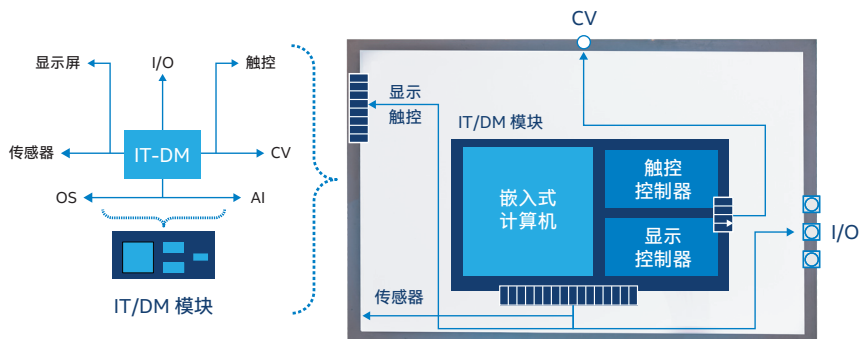 显示屏
I/O
触控
传感器
IT-DM
CV
OS
AI
IT/DM 模块
CV
显示
触控
IT/DM 模块
嵌入式
计算机
触控
控制器
显示
控制器
I/O
传感器